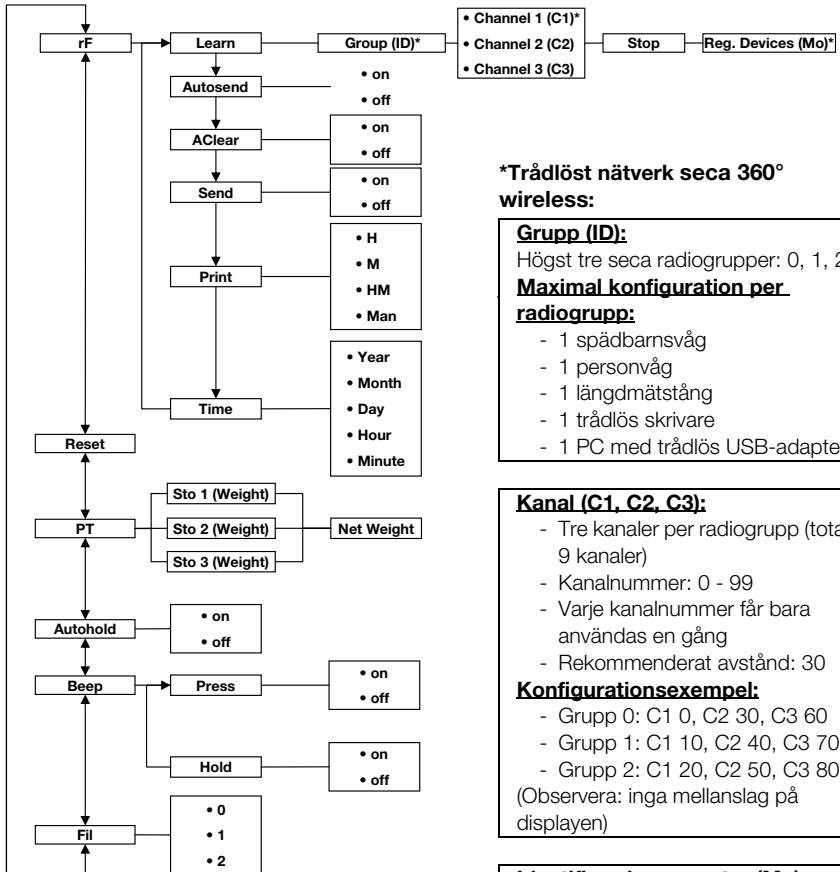 rF
Learn
Group (ID)*
• Channel 1 (C1)*
• Channel 2 (C2)
• Channel 3 (C3)
Stop
Reg. Devices (Mo)*
Autosend
• on
• off
AClear
• on
• off
Send
• on
• off
Print
• H
• M
• HM
• Man
Time
• Year
• Month
• Day
• Hour
• Minute
Reset
PT
Sto 1 (Weight)
Sto 2 (Weight)
Sto 3 (Weight)
Net Weight
Autohold
• on
• off
Beep
Press
• on
• off
Hold
• on
• off
Fil
• 0
• 1
• 2
*Trådlöst nätverk seca 360°
wireless:
Grupp (ID):
Högst tre seca radiogrupper: 0, 1, 2
Maximal konfiguration per
radiogrupp:
- 1 spädbarnsvåg
- 1 personvåg
- 1 längdmätstång
- 1 trådlös skrivare
- 1 PC med trådlös
Kanal (C1, C2, C3):
- Tre kanaler per radiogrupp
9 kanaler)
- Kanalnummer: 0 - 99
- Varje kanalnummer får bara
användas en gång
- Rekommenderat avstånd: 30
Konfigurationsexempel:
- Grupp 0: C1 0, C2 30, C3 60
- Grupp 1: C1 10, C2 40, C3 70
- Grupp 2: C1 20, C2 50, C3 80
(Observera: inga mellanslag på
displayen)